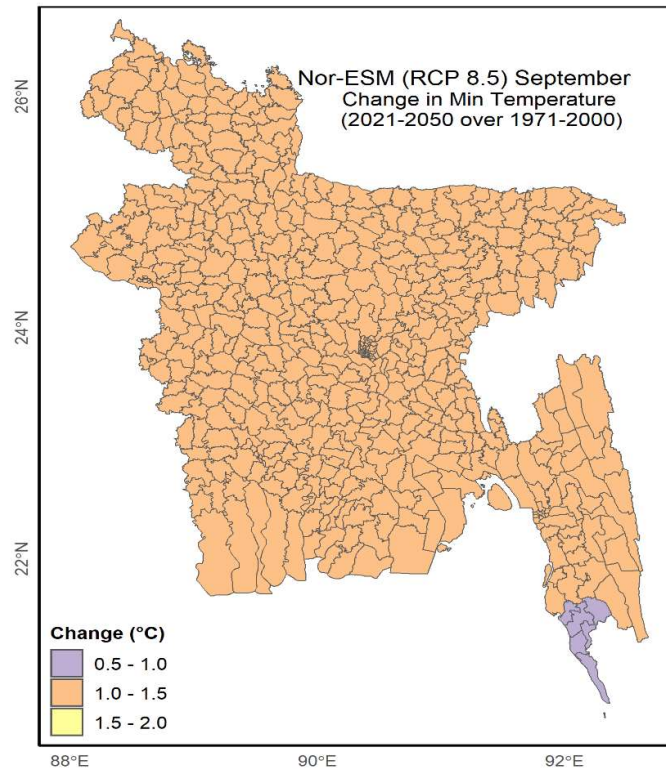 Nor-ESM (RCP 8.5) September
Change in Min Temperature
(2021-2050 over 1971-2000)
26°N
24°N
22°N
Change (°C)
0.5 - 1.0
1.0 - 1.5
1.5 - 2.0
88°E 90°E 92°E